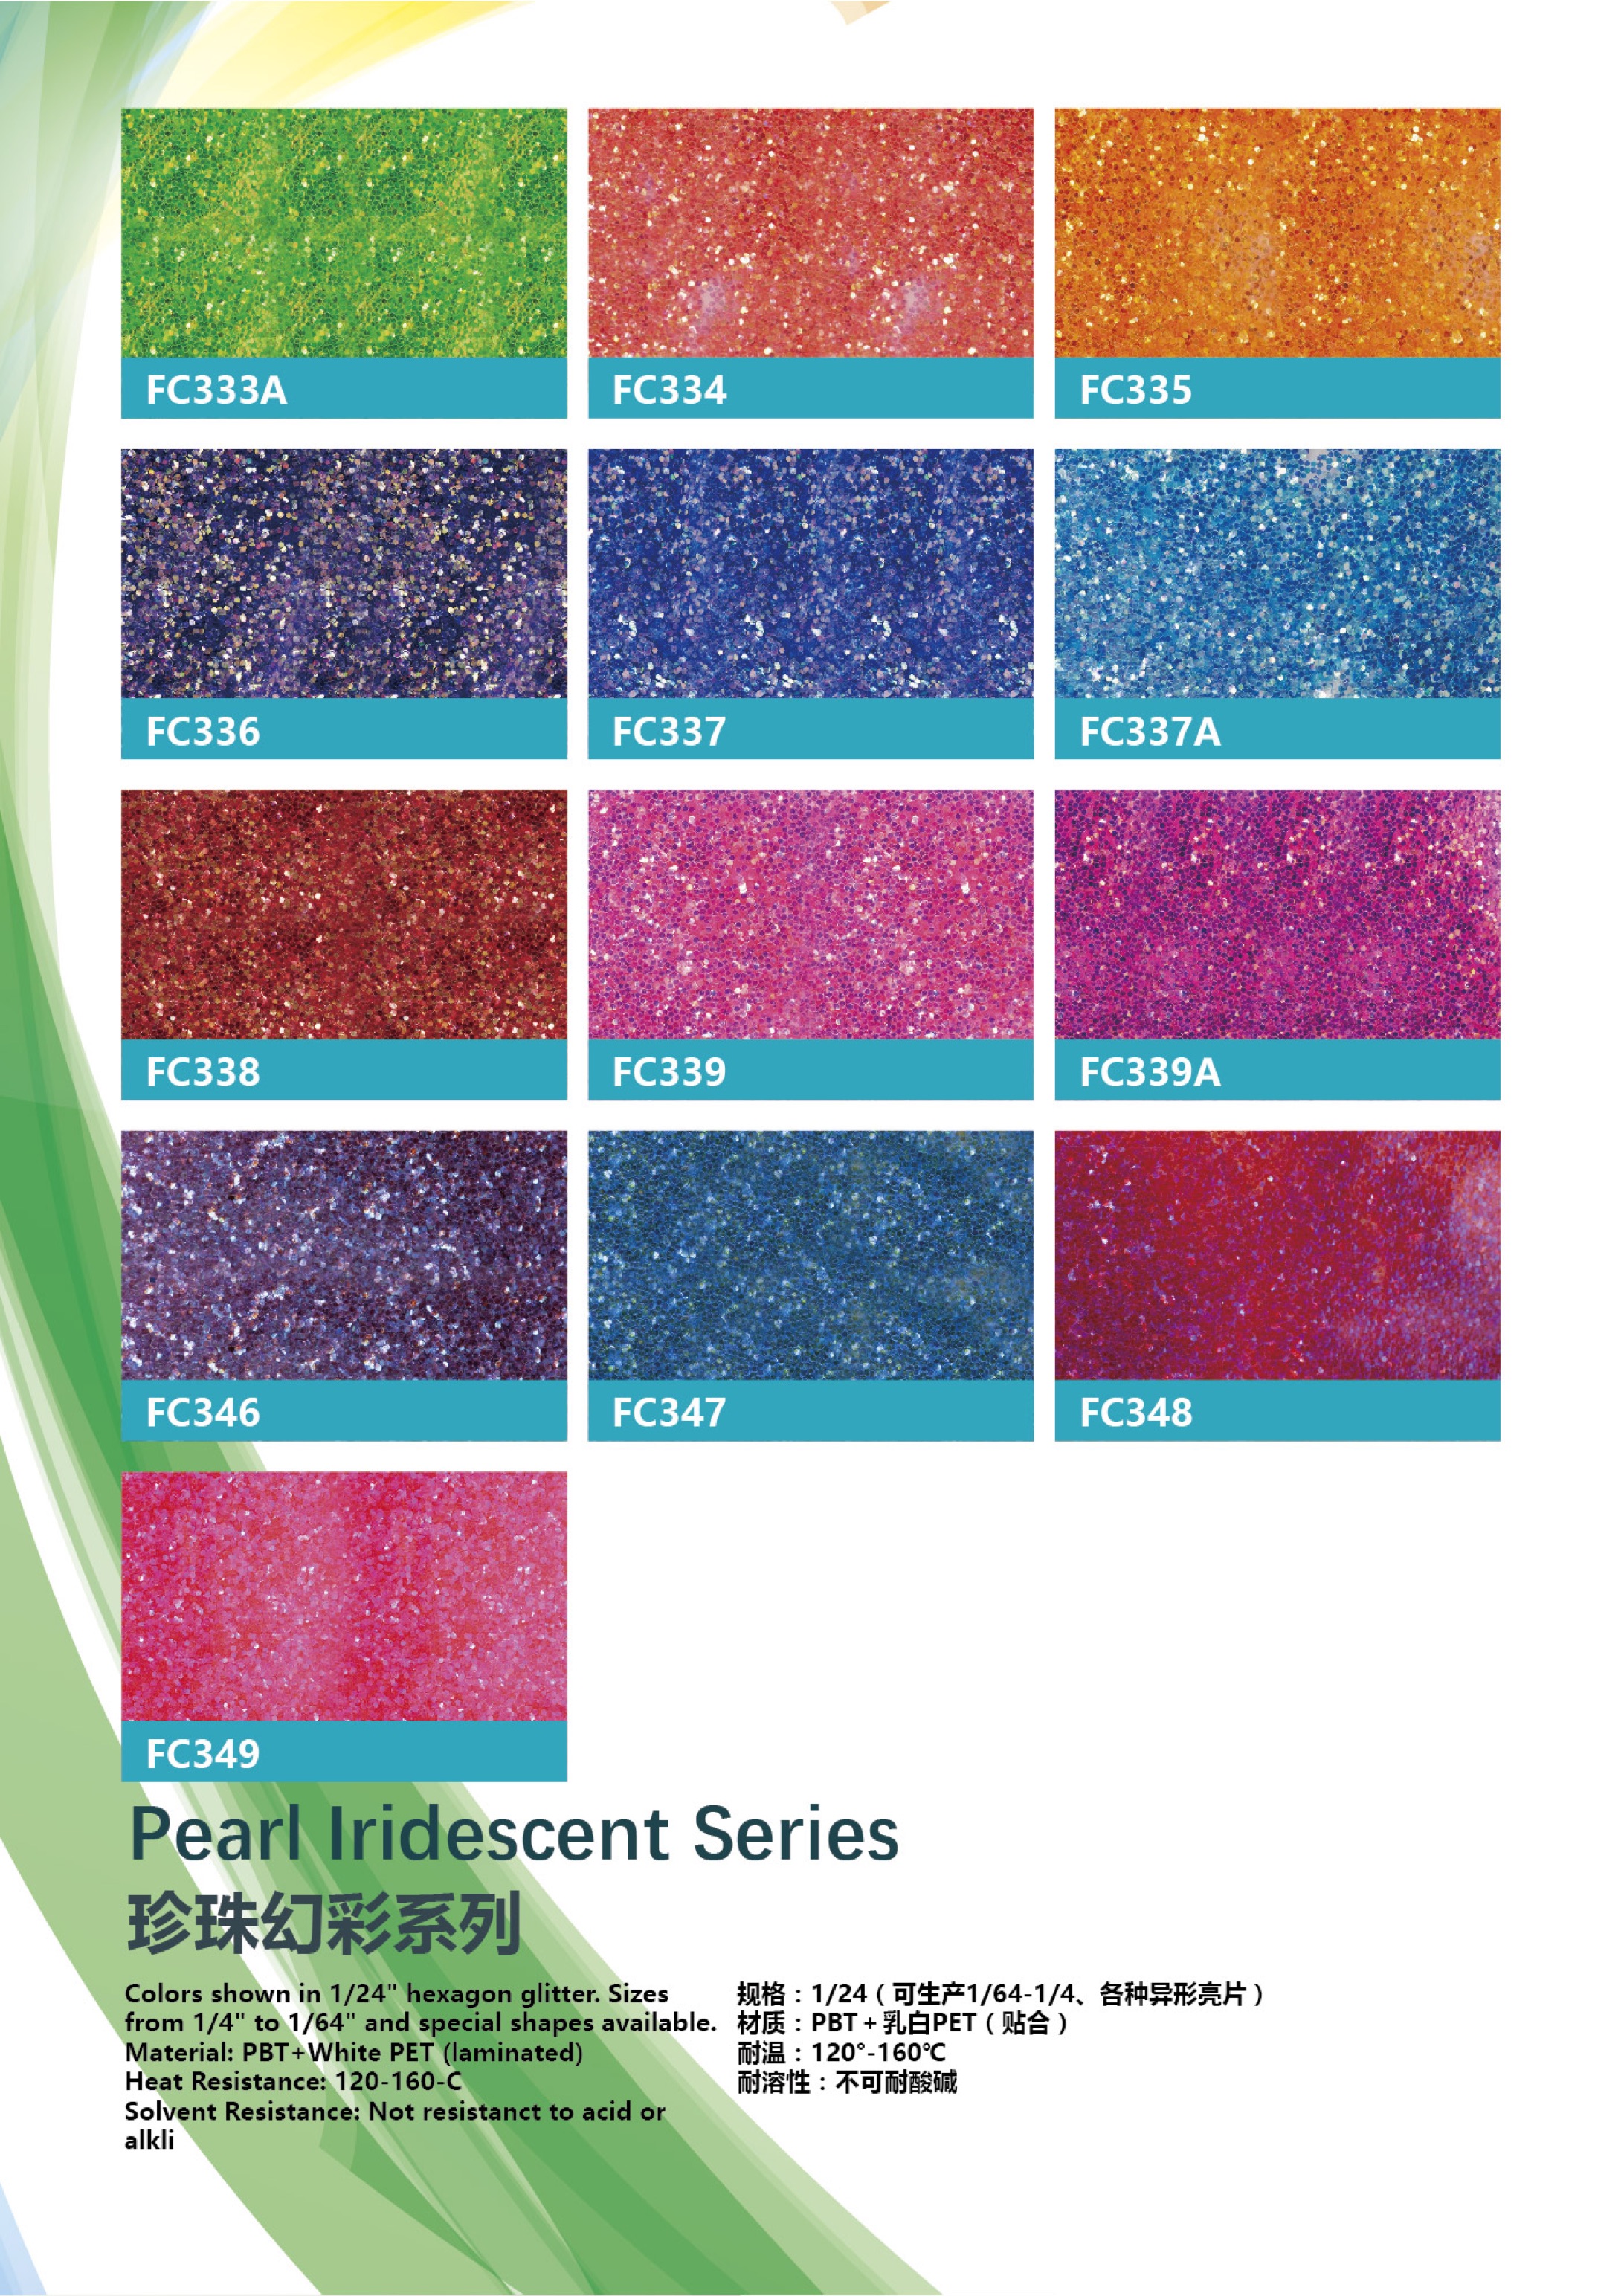 FC333A
FC334
FC335
FC336
FC337
FC337A
FC338
FC339
FC339A
FC346
FC347
FC348
FC349
Pearl Iridescent Series
珍珠幻彩系列
Colors shown in 1/24" hexagon glitter. Sizes
from 1/4" to 1/64" and special shapes available.
Material: PBT+White PET (laminated)
Heat Resistance: 120-160-C
Solvent Resistance: Not resistanct to acid or
alkli
规格：1/24（可生产1/64-1/4、各种异形亮片）
材质：PBT＋乳白PET（贴合）
耐温：120°-160℃
耐溶性：不可耐酸碱